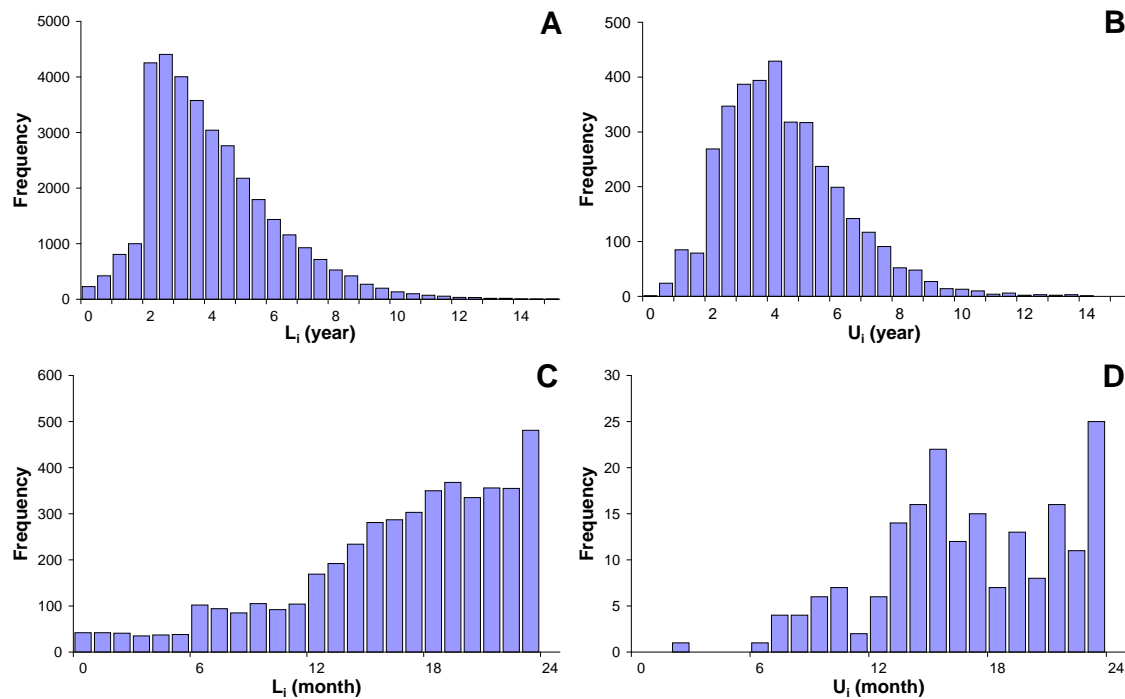 A
Frequency
5000
4000
3000
2000
1000
0
0 2 4 6 8 10 12 14
Li (year)
B
Frequency
500
400
300
200
100
0
0 2 4 6 8 10 12 14
Ui (year)
C
Frequency
600
500
400
300
200
100
0
0 6 12 18 24
Li (month)
D
Frequency
30
25
20
15
10
5
0
0 6 12 18 24
Ui (month)